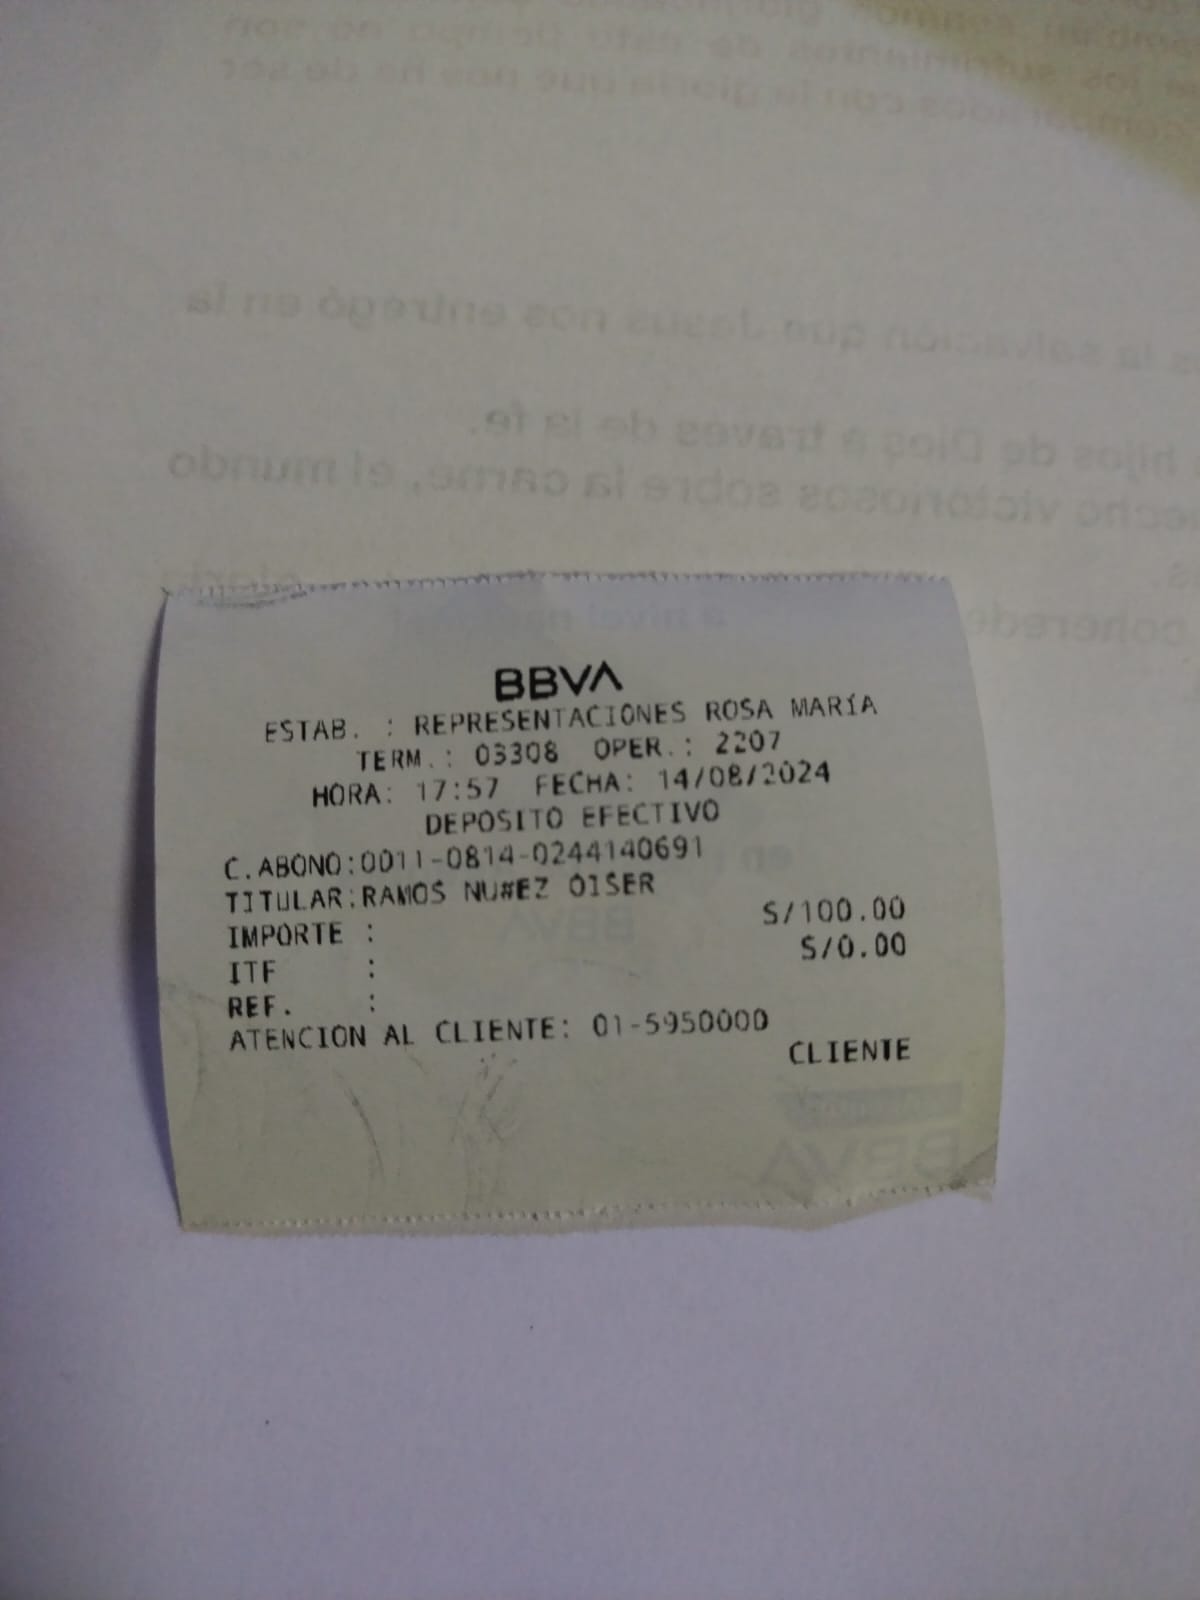 BBVA
ESTAB. : REPRESENTACIONES ROSA MARÍA
TERM.: 03308 OPER.: 2207
HORA: 17:57 FECHA: 14/08/2024
DEPOSITO EFECTIVO
C.ABONO:0011-0814-0244140691
TITULAR:RAMOS NU#EZ OISER
IMPORTE : S/100.00
ITF : S/0.00
REF. :
ATENCION AL CLIENTE: 01-5950000
CLIENTE